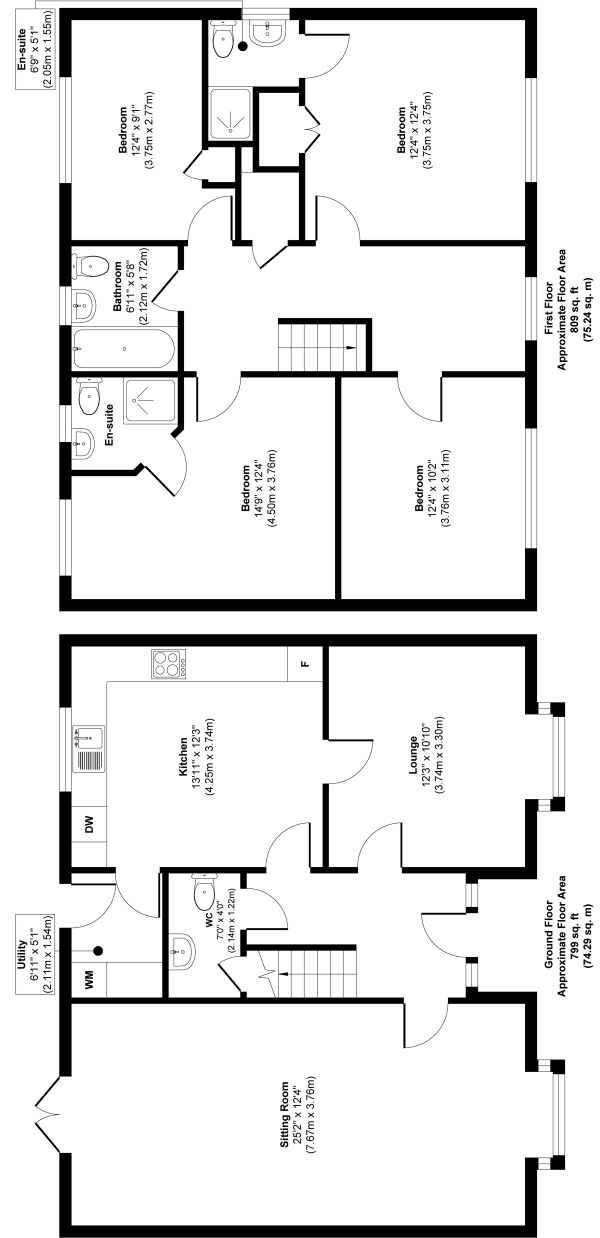 Utility
6'11" x 5'1"
(2.11m x 1.54m)
WM
DW
F
Kitchen
13'11" x 12'3"
(4.25m x 3.74m)
WC
7'0" x 4'0"
(2.14m x 1.22m)
Sitting Room
25'2" x 12'4"
(7.67m x 3.76m)
Lounge
12'3" x 10'10"
(3.74m x 3.30m)
Ground Floor
Approximate Floor Area
799 sq. ft
(74.29 sq. m)
En-suite
6'9" x 5'1"
(2.05m x 1.55m)
En-suite
Bathroom
6'11" x 5'8"
(2.12m x 1.72m)
Bedroom
12'4" x 9'1"
(3.75m x 2.77m)
Bedroom
14'9" x 12'4"
(4.50m x 3.76m)
Bedroom
12'4" x 10'2"
(3.76m x 3.11m)
Bedroom
12'4" x 12'4"
(3.75m x 3.75m)
First Floor
Approximate Floor Area
809 sq. ft
(75.24 sq. m)